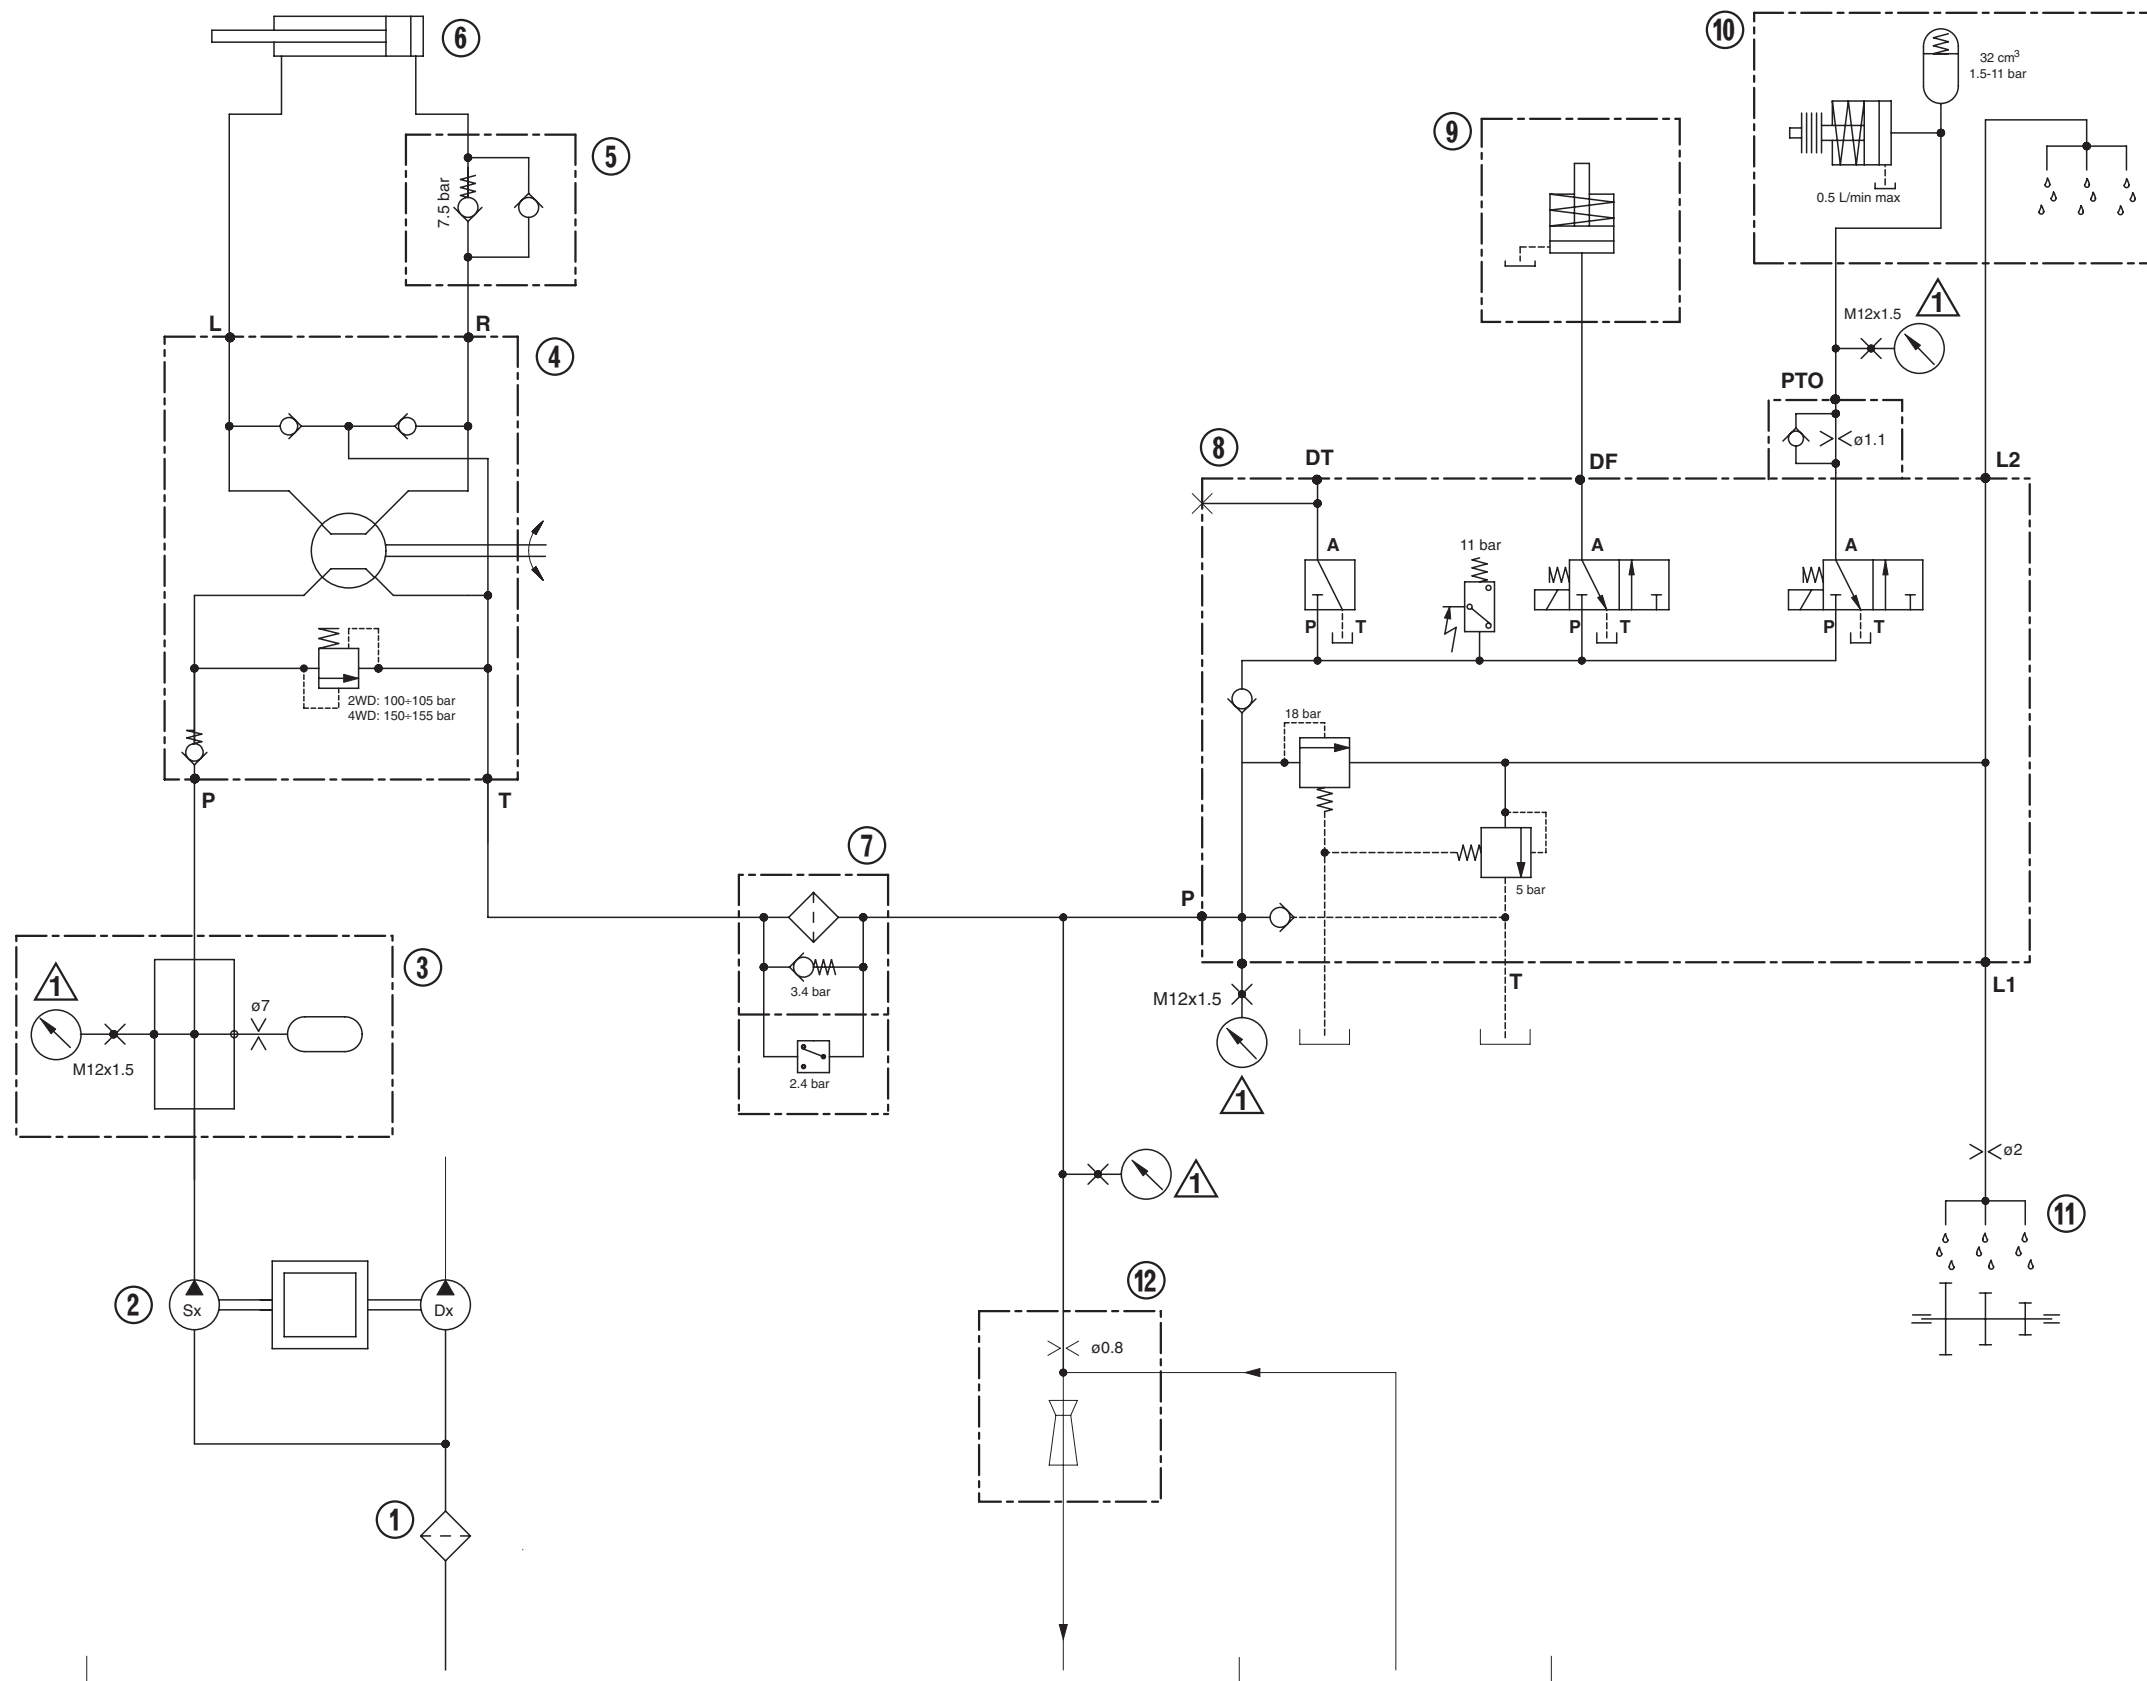 6
10
32 cm³
1.5-11 bar
9
5
7.5 bar
0.5 L/min max
L
R
4
M12x1.5
1
PTO
ø1.1
8
DT
DF
L2
A
11 bar
A
A
P
T
P
T
P
T
2WD: 100÷105 bar
4WD: 150÷155 bar
18 bar
P
T
7
5 bar
P
3
1
ø7
M12x1.5
3.4 bar
2.4 bar
M12x1.5
T
L1
1
1
ø2
11
2
Sx
Dx
12
ø0.8
1